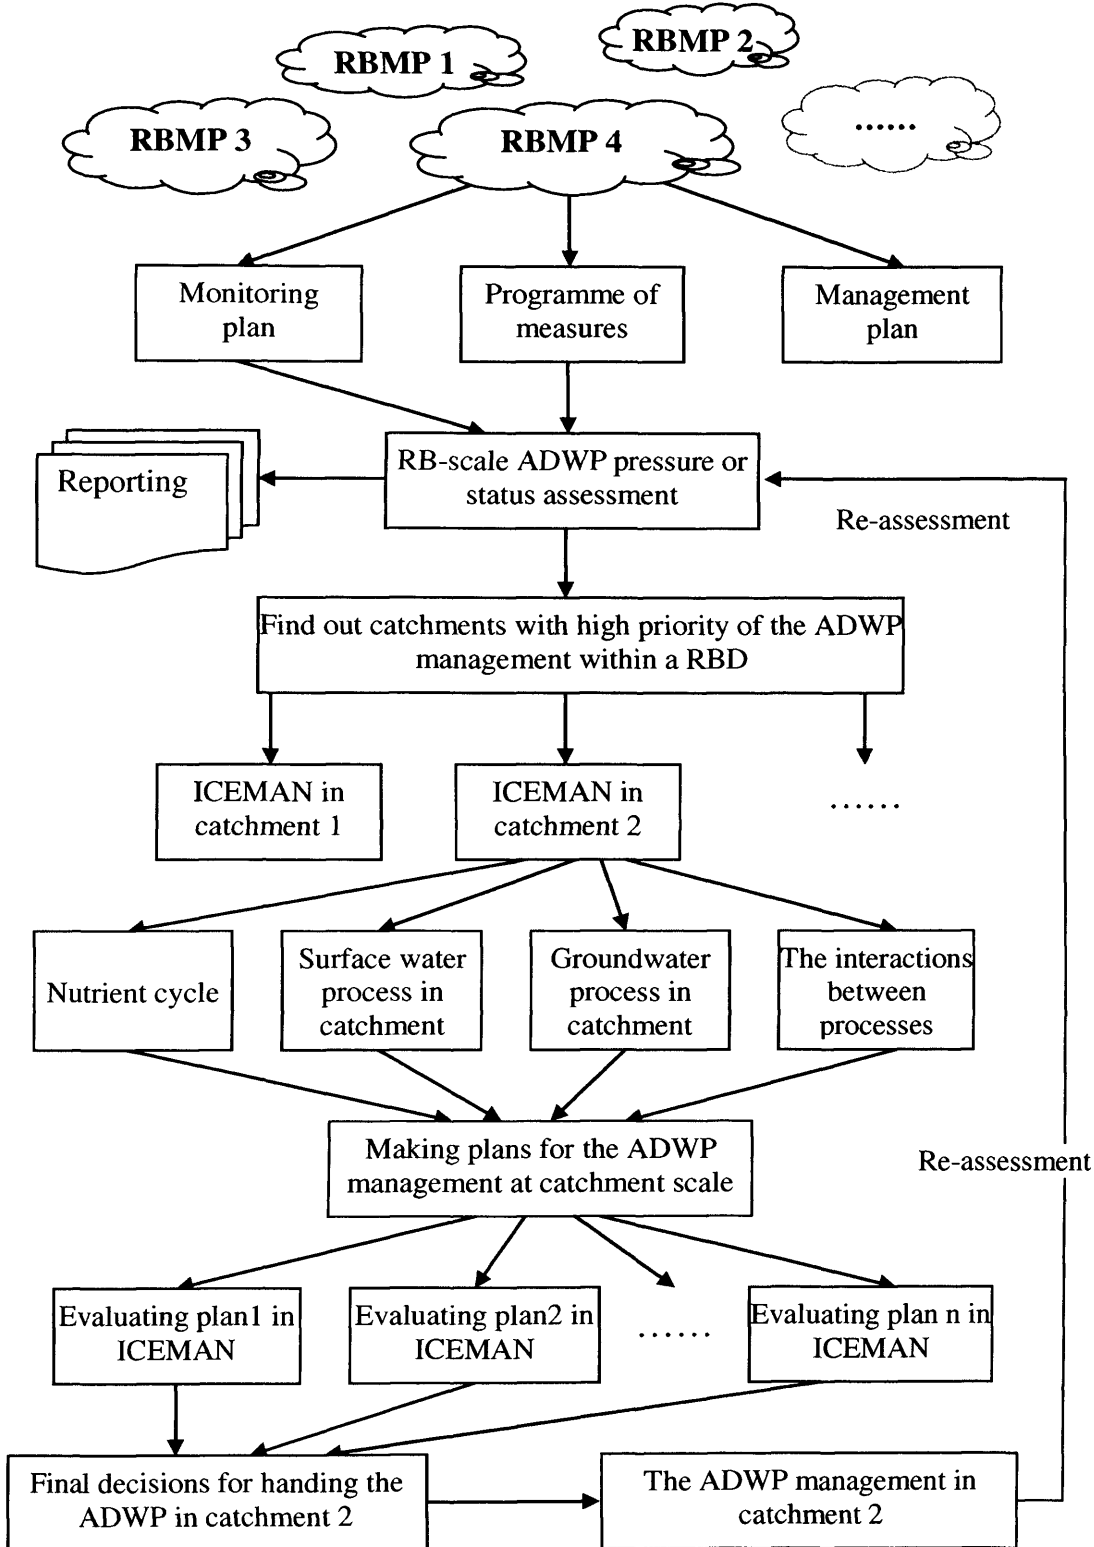 RBMP 1
RBMP 2
RBMP 3
RBMP 4
......
Monitoring
plan
Programme of
measures
Management
plan
Reporting
RB-scale ADWP pressure or
status assessment
Re-assessment
Find out catchments with high priority of the ADWP
management within a RBD
ICEMAN in
catchment 1
ICEMAN in
catchment 2
......
Nutrient cycle
Surface water
process in
catchment
Groundwater
process in
catchment
The interactions
between
processes
Making plans for the ADWP
management at catchment scale
Re-assessment
Evaluating plan1 in
ICEMAN
Evaluating plan2 in
ICEMAN
......
Evaluating plan n in
ICEMAN
Final decisions for handing the
ADWP in catchment 2
The ADWP management in
catchment 2